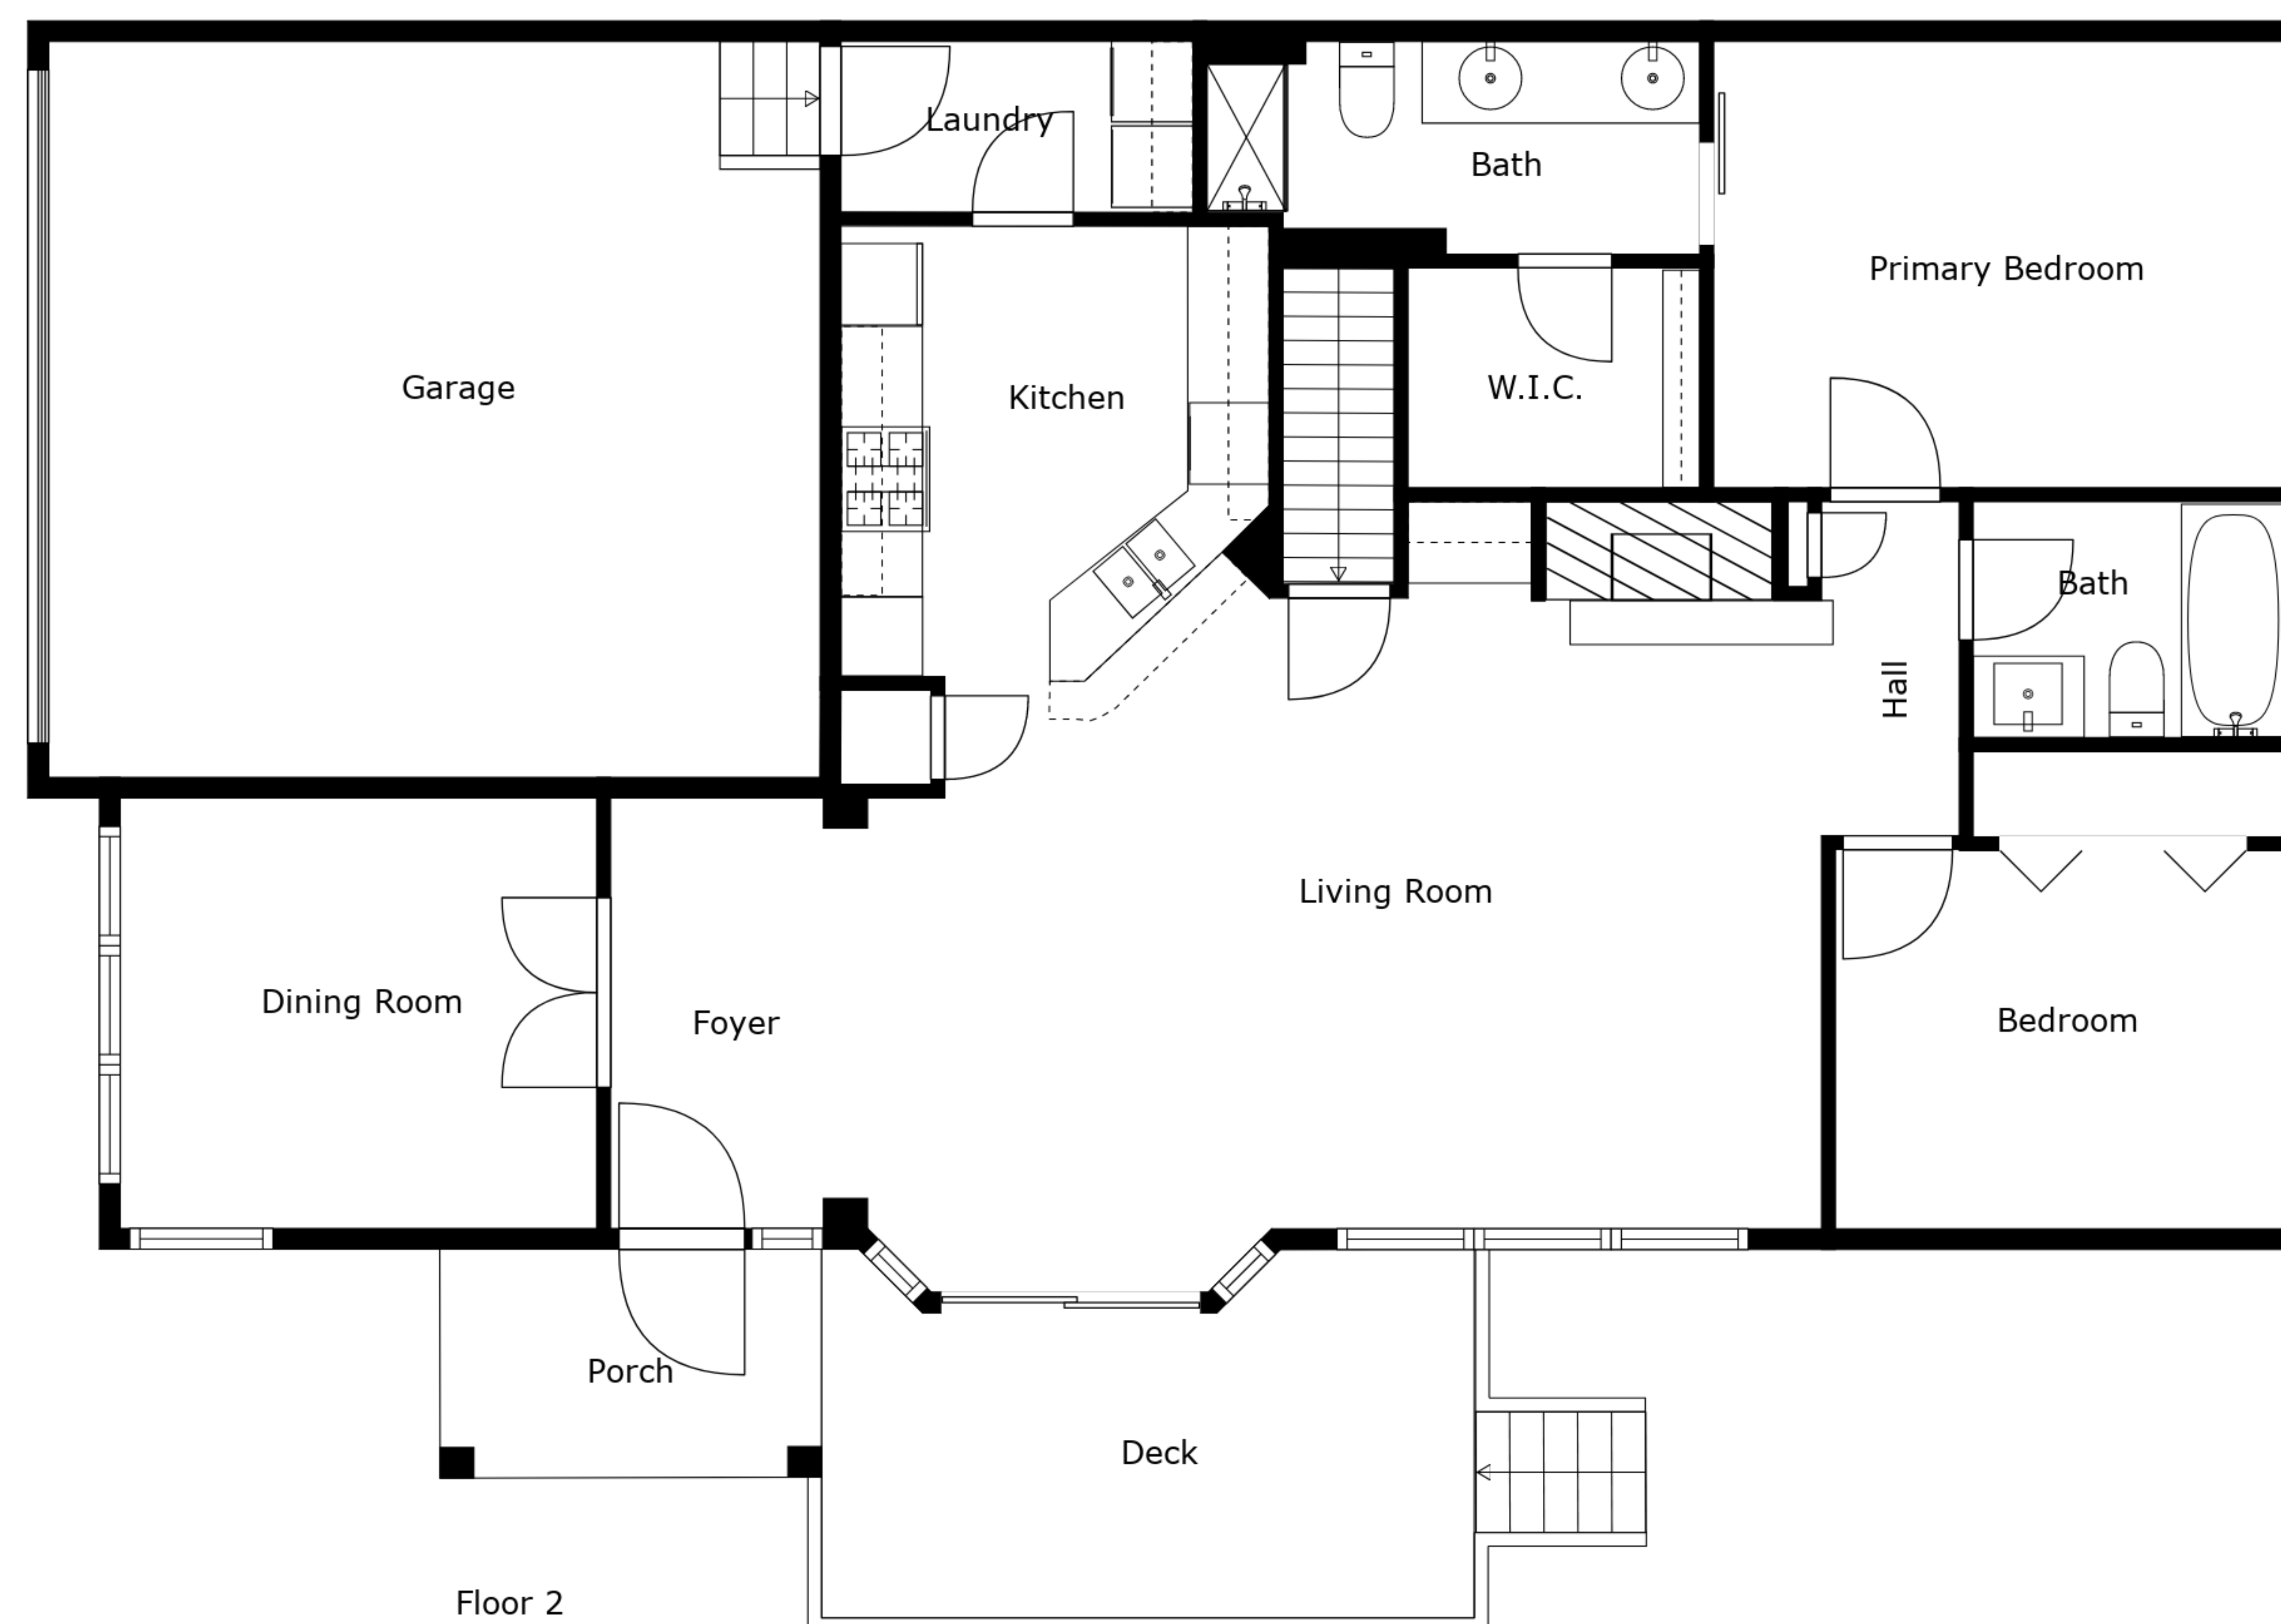 Laundry
Bath
Primary Bedroom
Garage
Kitchen
W.I.C.
Bath
Hall
Living Room
Dining Room
Foyer
Bedroom
Porch
Deck
Floor 2